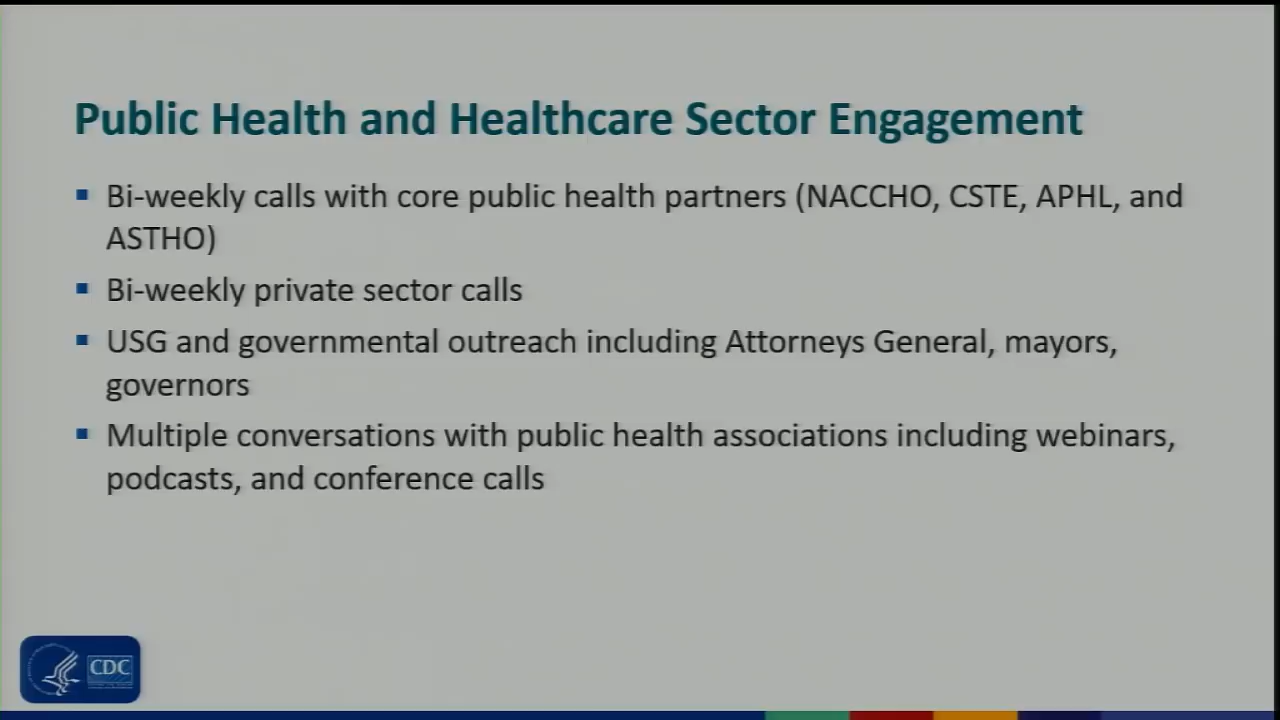 Public Health and Healthcare Sector Engagement
Bi-weekly calls with core public health partners (NACCHO, CSTE, APHL, and
ASTHO)
Bi-weekly private sector calls
USG and governmental outreach including Attorneys General, mayors,
governors
Multiple conversations with public health associations including webinars,
podcasts, and conference calls
CDC